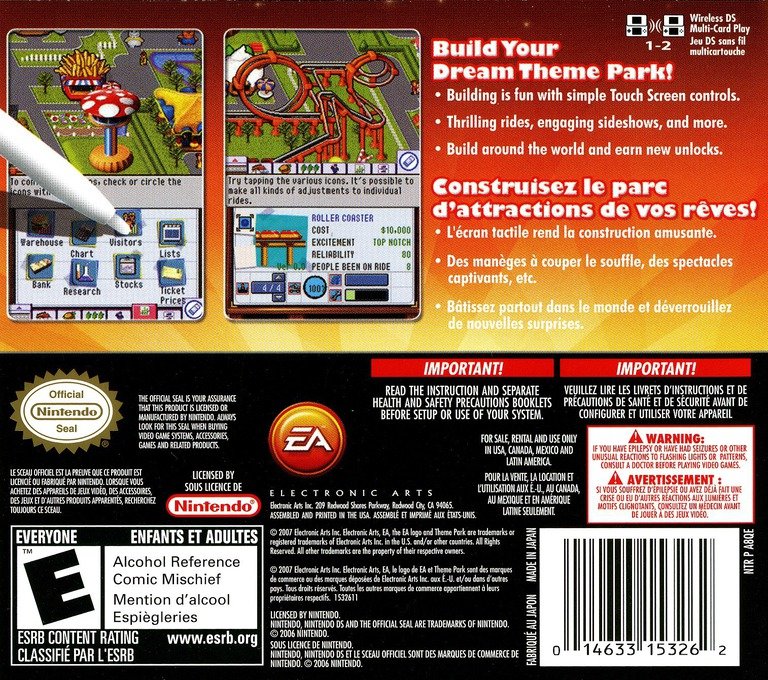 Wireless DS
Multi-Card Play
Jeu DS sans fil
multicartouche
1-2
Build Your
Dream Theme Park!
• Building is fun with simple Touch Screen controls.
• Thrilling rides, engaging sideshows, and more.
• Build around the world and earn new unlocks.
Construisez le parc
d'attractions de vos rêves!
• L'écran tactile rend la construction amusante.
• Des manèges à couper le souffle, des spectacles
captivants, etc.
• Bâtissez partout dans le monde et déverrouillez
de nouvelles surprises.
check or circle the
icons
Warehouse
Chart
Visitors
Lists
Bank
Research
Stocks
Ticket
Prices
Try tapping the various icons. It's possible to
make all kinds of adjustments to individual
rides.
ROLLER COASTER
COST $10,000
EXCITEMENT TOP NOTCH
RELIABILITY 80
PEOPLE BEEN ON RIDE 8
4/4
100
IMPORTANT!
READ THE INSTRUCTION AND SEPARATE
HEALTH AND SAFETY PRECAUTIONS BOOKLETS
BEFORE SETUP OR USE OF YOUR SYSTEM.
IMPORTANT!
VEUILLEZ LIRE LES LIVRETS D'INSTRUCTIONS ET DE
PRÉCAUTIONS DE SANTÉ ET DE SÉCURITÉ AVANT DE
CONFIGURER ET UTILISER VOTRE APPAREIL
Official
Nintendo
Seal
THE OFFICIAL SEAL IS YOUR ASSURANCE
THAT THIS PRODUCT IS LICENSED OR
MANUFACTURED BY NINTENDO. ALWAYS
LOOK FOR THIS SEAL WHEN BUYING
VIDEO GAME SYSTEMS, ACCESSORIES,
GAMES AND RELATED PRODUCTS.
LE SCEAU OFFICIEL EST LA PREUVE QUE CE PRODUIT EST
LICENCIÉ OU FABRIQUÉ PAR NINTENDO. LORSQUE VOUS
ACHETEZ DES APPAREILS DE JEUX VIDÉO, DES ACCESSOIRES,
DES JEUX ET D'AUTRES PRODUITS APPARENTÉS, RECHERCHEZ
TOUJOURS CE SCEAU.
LICENSED BY
SOUS LICENCE DE
Nintendo
EA
ELECTRONIC ARTS
Electronic Arts Inc. 209 Redwood Shores Parkway, Redwood City, CA 94065.
ASSEMBLED AND PRINTED IN THE USA. ASSEMBLÉ ET IMPRIMÉ AUX ÉTATS-UNIS.
FOR SALE, RENTAL AND USE ONLY
IN USA, CANADA, MEXICO AND
LATIN AMERICA.
POUR LA VENTE, LA LOCATION ET
L'UTILISATION AUX É.-U., AU CANADA,
AU MEXIQUE ET EN AMÉRIQUE
LATINE SEULEMENT.
WARNING:
IF YOU HAVE EPILEPSY OR HAVE HAD SEIZURES OR OTHER
UNUSUAL REACTIONS TO FLASHING LIGHTS OR PATTERNS,
CONSULT A DOCTOR BEFORE PLAYING VIDEO GAMES.
AVERTISSEMENT :
SI VOUS SOUFFREZ D'ÉPILEPSIE OU AVEZ DÉJÀ FAIT UNE
CRISE OU EU D'AUTRES RÉACTIONS AUX LUMIÈRES ET
MOTIFS CLIGNOTANTS, CONSULTEZ UN MÉDECIN AVANT
DE JOUER À DES JEUX VIDÉO.
EVERYONE
ENFANTS ET ADULTES
E
TM
Alcohol Reference
Comic Mischief
Mention d'alcool
Espiègleries
ESRB CONTENT RATING www.esrb.org
CLASSIFIÉ PAR L'ESRB
© 2007 Electronic Arts Inc. Electronic Arts, EA, the EA logo and Theme Park are trademarks or
registered trademarks of Electronic Arts Inc. in the U.S. and/or other countries. All Rights
Reserved. All other trademarks are the property of their respective owners.
© 2007 Electronic Arts Inc. Electronic Arts, EA, le logo de EA et Theme Park sont des marques
de commerce ou des marques déposées de Electronic Arts Inc. aux É.-U. et/ou dans d'autres
pays. Tous droits réservés. Toutes les autres marques de commerce appartiennent à leurs
propriétaires respectifs. 1532611
LICENSED BY NINTENDO.
NINTENDO, NINTENDO DS AND THE OFFICIAL SEAL ARE TRADEMARKS OF NINTENDO.
© 2006 NINTENDO.
SOUS LICENCE DE NINTENDO.
NINTENDO, NINTENDO DS ET LE SCEAU OFFICIEL SONT DES MARQUES DE COMMERCE DE
NINTENDO. © 2006 NINTENDO.
MADE IN JAPAN
FABRIQUÉ AU JAPON
NTR P A8QE
0 14633 15326 2